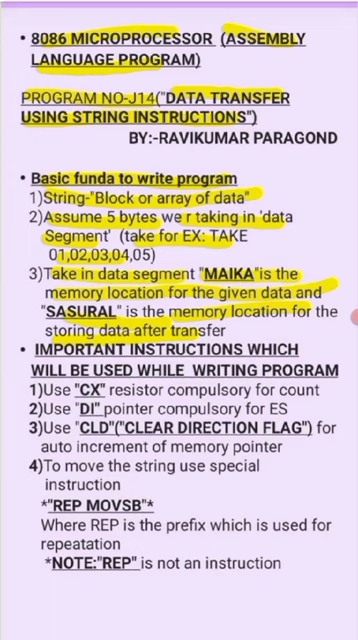 • 8086 MICROPROCESSOR (ASSEMBLY
LANGUAGE PROGRAM)
PROGRAM NO-J14("DATA TRANSFER
USING STRING INSTRUCTIONS")
BY:-RAVIKUMAR PARAGOND
• Basic funda to write program
1)String-"Block or array of data"
2)Assume 5 bytes we r taking in 'data
Segment' (take for EX: TAKE
01,02,03,04,05)
3)Take in data segment "MAIKA"is the
memory location for the given data and
"SASURAL" is the memory location for the
storing data after transfer
• IMPORTANT INSTRUCTIONS WHICH
WILL BE USED WHILE WRITING PROGRAM
1)Use "CX" resistor compulsory for count
2)Use "DI" pointer compulsory for ES
3)Use "CLD"("CLEAR DIRECTION FLAG") for
auto increment of memory pointer
4)To move the string use special
instruction
*"REP MOVSB"*
Where REP is the prefix which is used for
repeatation
*NOTE:"REP" is not an instruction